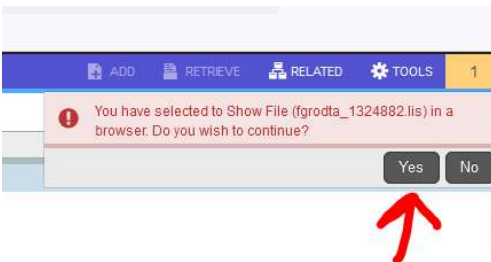 ADD RETRIEVE RELATED TOOLS 1
You have selected to Show File (fgrodta_1324882.lis) in a
browser. Do you wish to continue?
Yes No